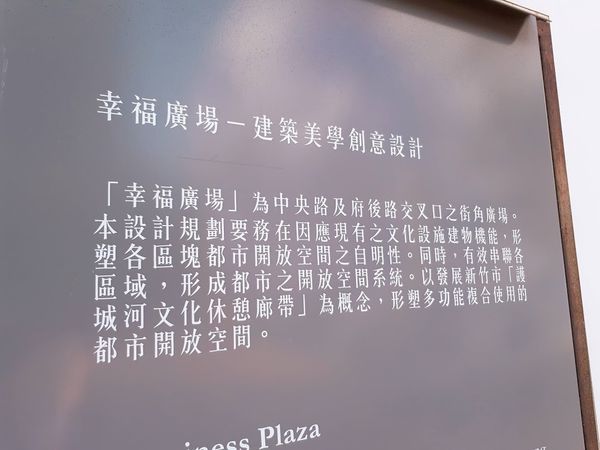 幸福廣場－建築美學創意設計
「幸福廣場」為中央路及府後路交叉口之街角廣場。
本設計規劃要務在因應現有之文化設施建物機能，形
塑各區塊都市開放空間之自明性。同時，有效串聯各
區域，形成都市之開放空間系統。以發展新竹市「護
城河文化休憩廊帶」為概念，形塑多功能複合使用的
都市開放空間。
Plaza